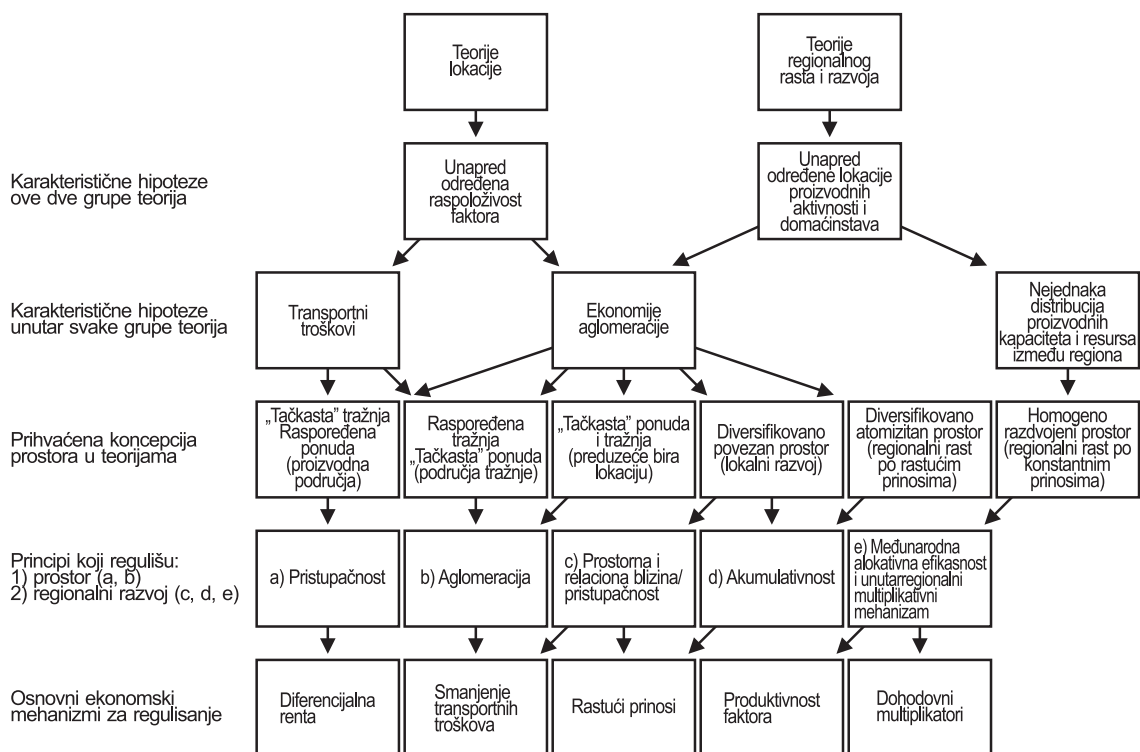 Teorije
lokacije
Teorije
regionalnog
rasta i razvoja
Karakteristične hipoteze
ove dve grupe teorija
Unapred
određena
raspoloživost
faktora
Unapred
određene lokacije
proizvodnih
aktivnosti i
domaćinstava
Karakteristične hipoteze
unutar svake grupe teorija
Transportni
troškovi
Ekonomije
aglomeracije
Nejednaka
distribucija
proizvodnih
kapaciteta i resursa
između regiona
Prihvaćena koncepcija
prostora u teorijama
„Tačkasta” tražnja
Raspoređena
ponuda
(proizvodna
područja)
Raspoređena
tražnja
„Tačkasta” ponuda
(područja tražnje)
„Tačkasta” ponuda
i tražnja
(preduzeće bira
lokaciju)
Diversifikovano
povezan prostor
(lokalni razvoj)
Diversifikovano
atomizitan prostor
(regionalni rast
po rastućim
prinosima)
Homogeno
razdvojeni prostor
(regionalni rast po
konstantnim
prinosima)
Principi koji regulišu:
1) prostor (a, b)
2) regionalni razvoj (c, d, e)
a) Pristupačnost
b) Aglomeracija
c) Prostorna i
relaciona blizina/
pristupačnost
d) Akumulativnost
e) Međunarodna
alokativna efikasnost
i unutarregionalni
multiplikativni
mehanizam
Osnovni ekonomski
mehanizmi za regulisanje
Diferencijalna
renta
Smanjenje
transportnih
troškova
Rastući prinosi
Produktivnost
faktora
Dohodovni
multiplikatori